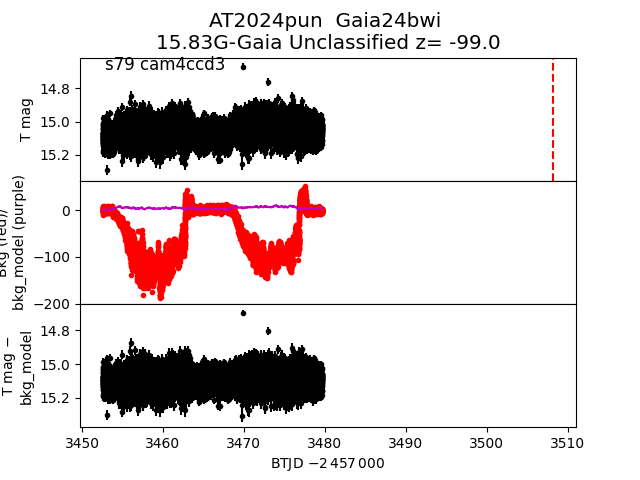 AT2024pun  Gaia24bwi
15.83G-Gaia Unclassified z= -99.0
s79 cam4ccd3
14.8
15.0
15.2
T mag
0
−100
−200
Bkg (red)/
bkg_model (purple)
14.8
15.0
15.2
T mag −
bkg_model
3450 3460 3470 3480 3490 3500 3510
BTJD −2 457 000